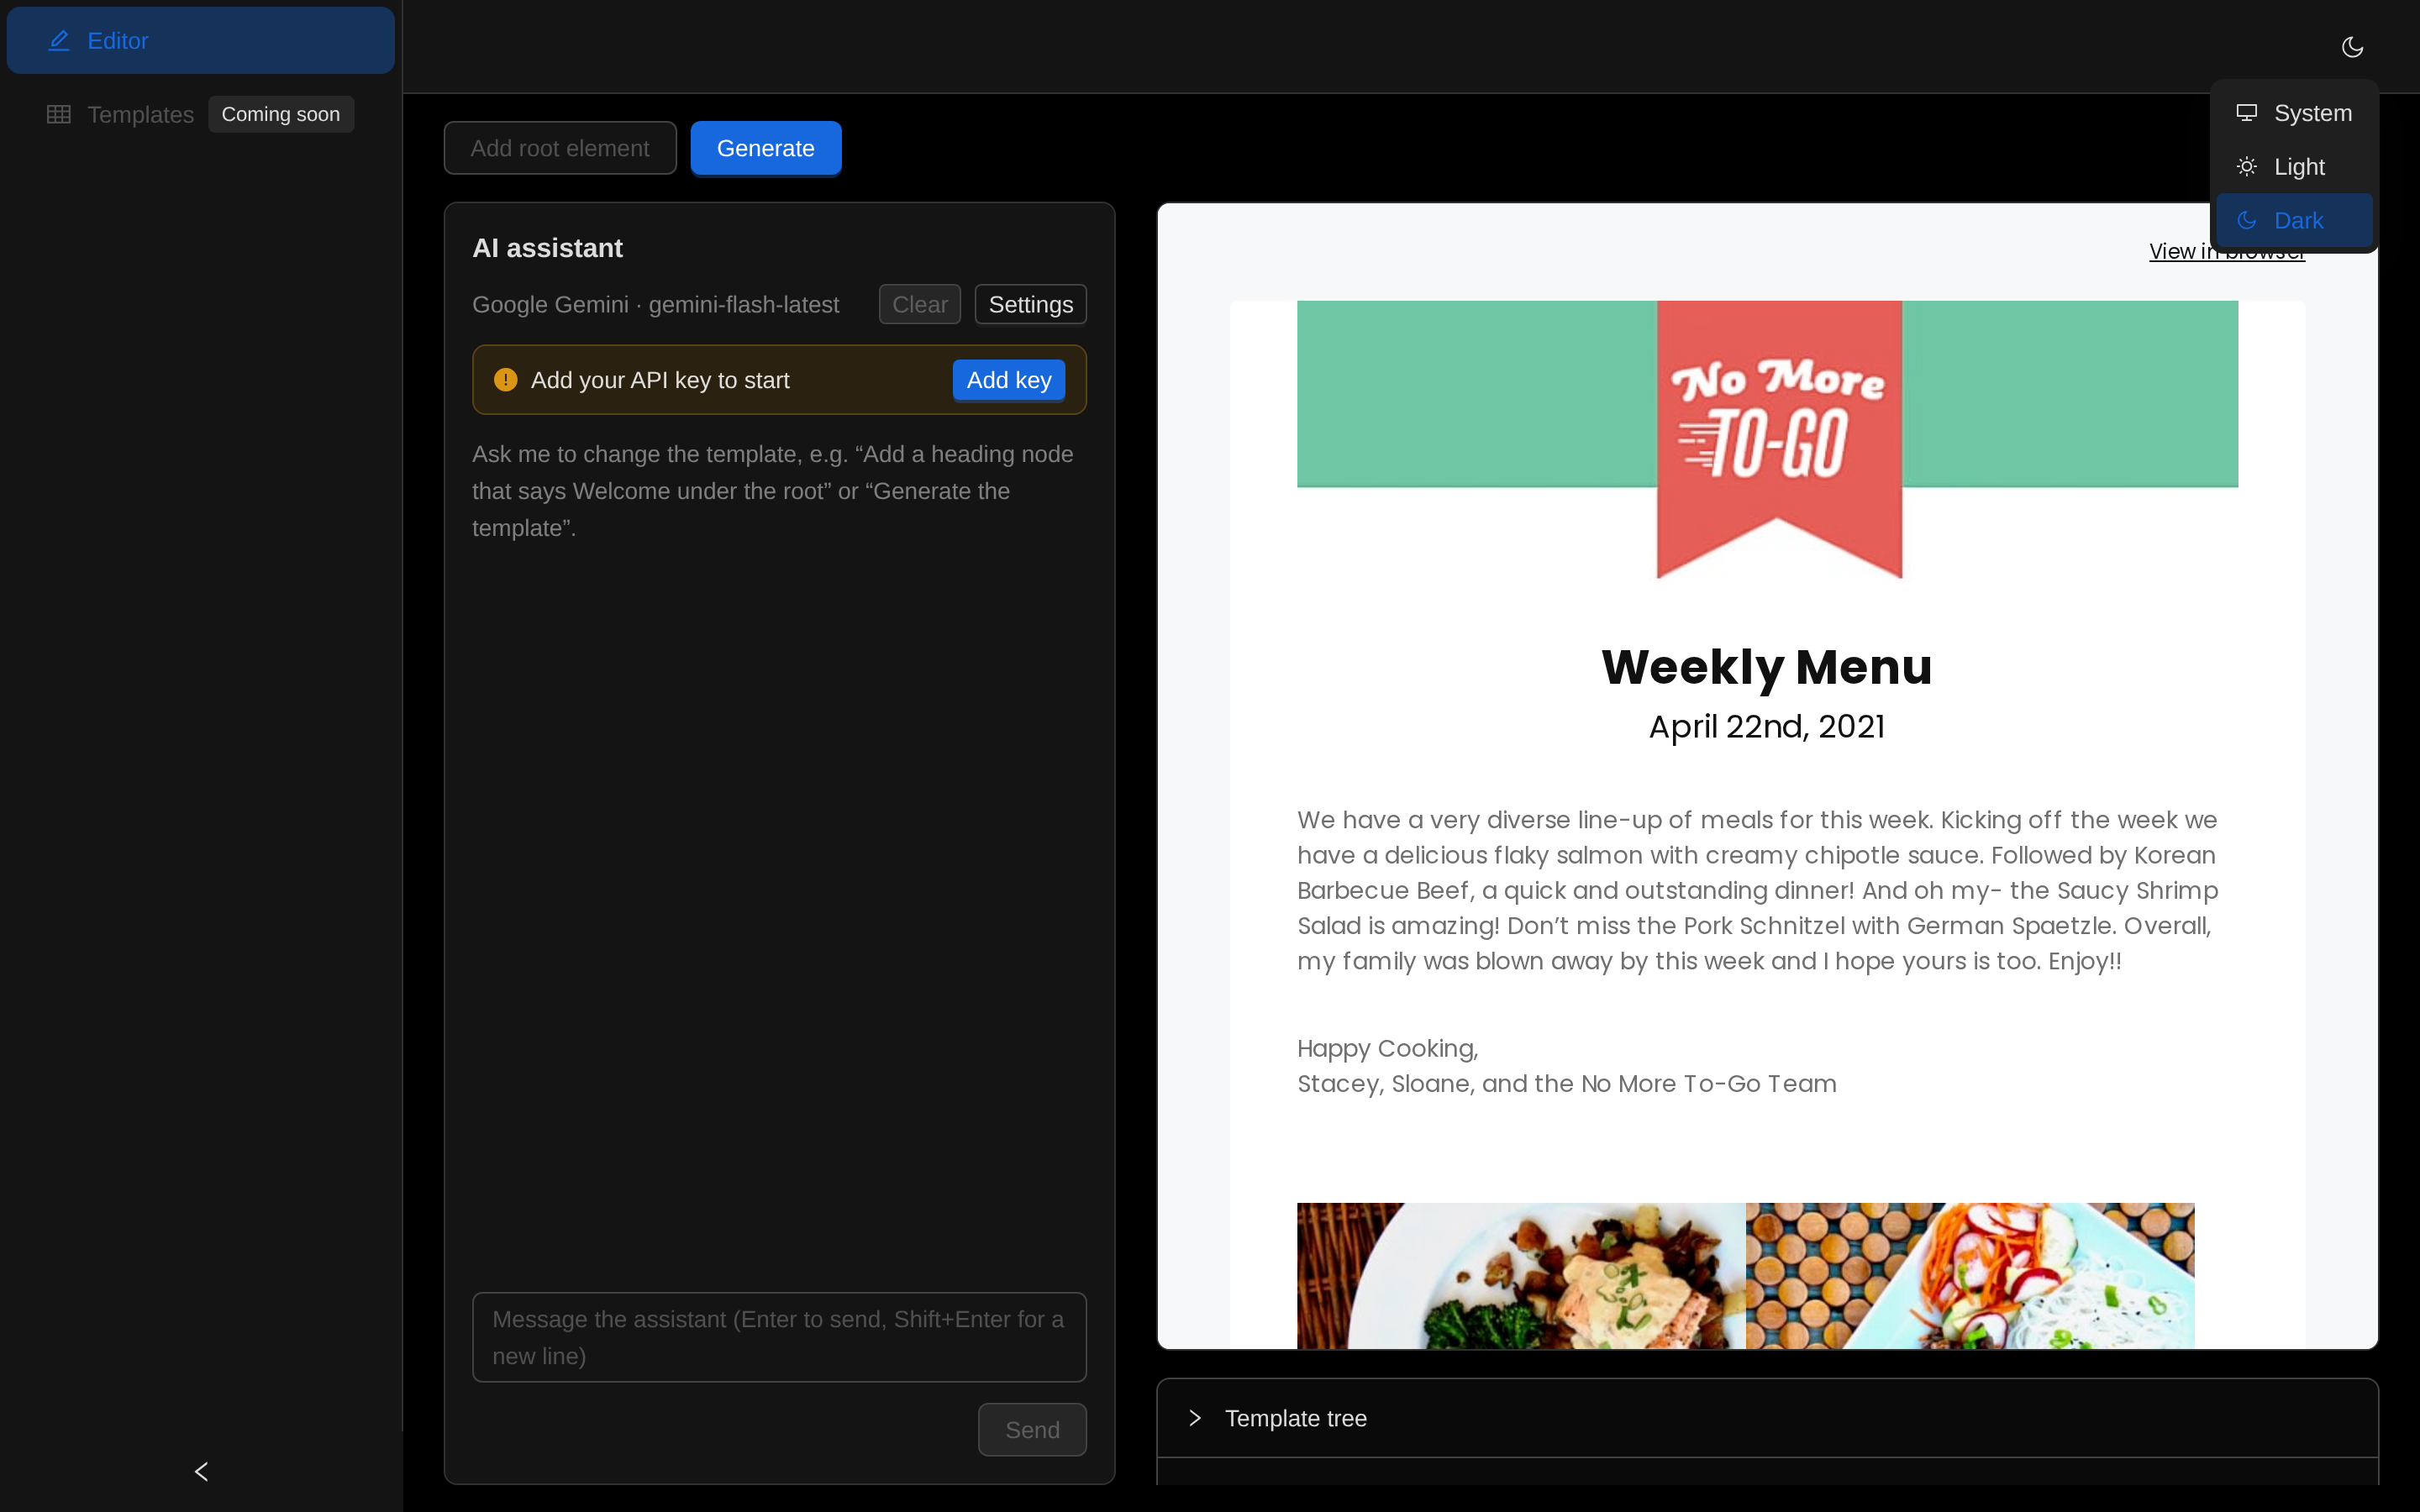 Editor
Templates
Coming soon
System
Light
Dark
Add root element
Generate
AI assistant
Google Gemini · gemini-flash-latest
Clear
Settings
Add your API key to start
Add key
Ask me to change the template, e.g. “Add a heading node
that says Welcome under the root” or “Generate the
template”.
Message the assistant (Enter to send, Shift+Enter for a
new line)
Send
View in browser
No More
TO-GO
Weekly Menu
April 22nd, 2021
We have a very diverse line-up of meals for this week. Kicking off the week we
have a delicious flaky salmon with creamy chipotle sauce. Followed by Korean
Barbecue Beef, a quick and outstanding dinner! And oh my- the Saucy Shrimp
Salad is amazing! Don’t miss the Pork Schnitzel with German Spaetzle. Overall,
my family was blown away by this week and I hope yours is too. Enjoy!!
Happy Cooking,
Stacey, Sloane, and the No More To-Go Team
Template tree